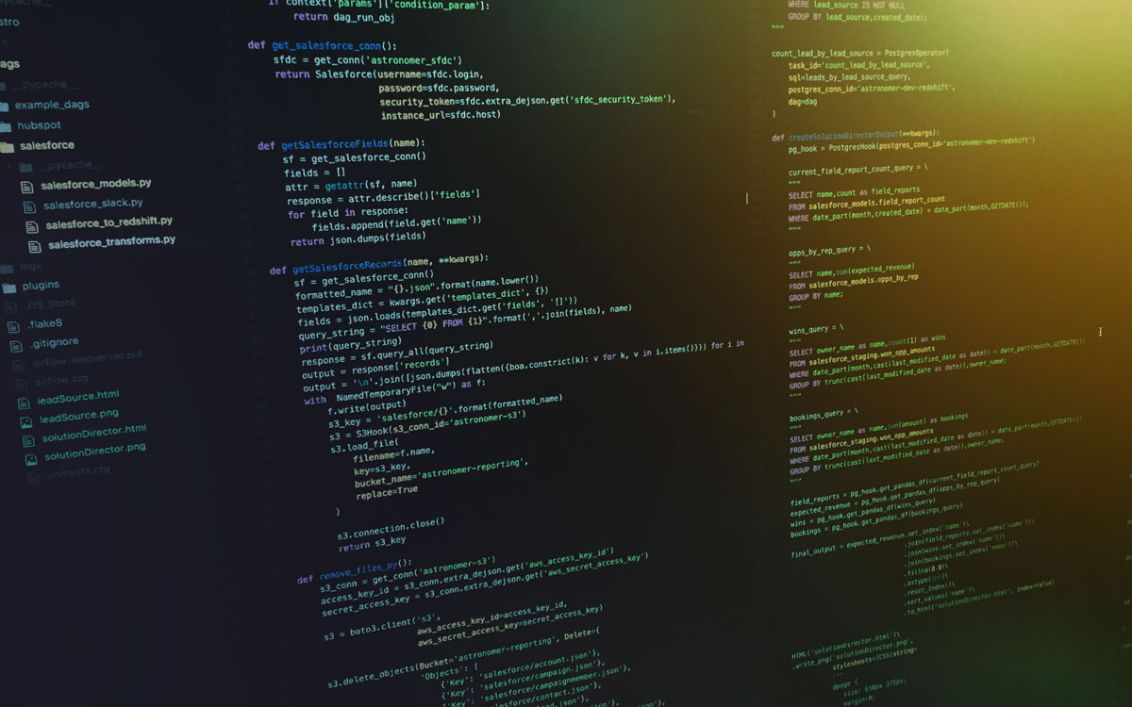 stro
ags
__pycache__
example_dags
hubspot
salesforce
__pycache__
salesforce_models.py
salesforce_slack.py
salesforce_to_redshift.py
salesforce_transforms.py
logs
plugins
.DS_Store
.flake8
.gitignore
airflow-webserver.pid
airflow.cfg
leadSource.html
leadSource.png
solutionDirector.html
solutionDirector.png
unittests.cfg
if context['params']['condition_param']:
return dag_run_obj
def get_salesforce_conn():
sfdc = get_conn('astronomer_sfdc')
return Salesforce(username=sfdc.login,
password=sfdc.password,
security_token=sfdc.extra_dejson.get('sfdc_security_token'),
instance_url=sfdc.host)
def getSalesforceFields(name):
sf = get_salesforce_conn()
fields = []
attr = getattr(sf, name)
response = attr.describe()['fields']
for field in response:
fields.append(field.get('name'))
return json.dumps(fields)
def getSalesforceRecords(name, **kwargs):
sf = get_salesforce_conn()
formatted_name = "{}.json".format(name.lower())
templates_dict = kwargs.get('templates_dict', {})
fields = json.loads(templates_dict.get('fields', '[]'))
query_string = "SELECT {0} FROM {1}".format(','.join(fields), name)
print(query_string)
response = sf.query_all(query_string)
output = response['records']
output = '\n'.join([json.dumps(flatten({boa.constrict(k): v for k, v in i.items()})) for i in
with NamedTemporaryFile("w") as f:
f.write(output)
s3_key = 'salesforce/{}'.format(formatted_name)
s3 = S3Hook(s3_conn_id='astronomer-s3')
s3.load_file(
filename=f.name,
key=s3_key,
bucket_name='astronomer-reporting',
replace=True
)
s3.connection.close()
return s3_key
def remove_files_py():
s3_conn = get_conn('astronomer-s3')
access_key_id = s3_conn.extra_dejson.get('aws_access_key_id')
secret_access_key = s3_conn.extra_dejson.get('aws_secret_access_key')
s3 = boto3.client('s3',
aws_access_key_id=access_key_id,
aws_secret_access_key=secret_access_key)
s3.delete_objects(Bucket='astronomer-reporting', Delete={
'Objects': [
{'Key': 'salesforce/account.json'},
{'Key': 'salesforce/campaign.json'},
{'Key': 'salesforce/campaignmember.json'},
{'Key': 'salesforce/contact.json'},
WHERE lead_source IS NOT NULL
GROUP BY lead_source,created_date);
"""
count_lead_by_lead_source = PostgresOperator(
task_id='count_lead_by_lead_source',
sql=leads_by_lead_source_query,
postgres_conn_id='astronomer-dev-redshift',
dag=dag
)
def createSolutionDirectorOutput(**kwargs):
pg_hook = PostgresHook(postgres_conn_id='astronomer-dev-redshift')
current_field_report_count_query = \
"""
SELECT name,count as field_reports
FROM salesforce_models.field_report_count
WHERE date_part(month,created_date) = date_part(month,GETDATE());
"""
opps_by_rep_query = \
"""
SELECT name,sum(expected_revenue)
FROM salesforce_models.opps_by_rep
GROUP BY name;
"""
wins_query = \
"""
SELECT owner_name as name,count(1) as wins
FROM salesforce_staging.won_opp_amounts
WHERE date_part(month,cast(last_modified_date as date)) = date_part(month,GETDATE())
GROUP BY trunc(cast(last_modified_date as date)),owner_name;
"""
bookings_query = \
"""
SELECT owner_name as name,sum(amount) as bookings
FROM salesforce_staging.won_opp_amounts
WHERE date_part(month,cast(last_modified_date as date)) = date_part(month,GETDATE())
GROUP BY trunc(cast(last_modified_date as date)),owner_name;
"""
field_reports = pg_hook.get_pandas_df(current_field_report_count_query)
expected_revenue = pg_hook.get_pandas_df(opps_by_rep_query)
wins = pg_hook.get_pandas_df(wins_query)
bookings = pg_hook.get_pandas_df(bookings_query)
final_output = expected_revenue.set_index('name')\
.join(field_reports.set_index('name'))\
.join(wins.set_index('name'))\
.join(bookings.set_index('name'))\
.fillna(0.0)\
.astype(int)\
.reset_index()\
.sort_values('name')\
.to_html('solutionDirector.html', index=False)
HTML('solutionDirector.html')\
.write_png('solutionDirector.png',
stylesheets=[CSS(string=
'''
@page {
size: 650px 375px;
margin:0;